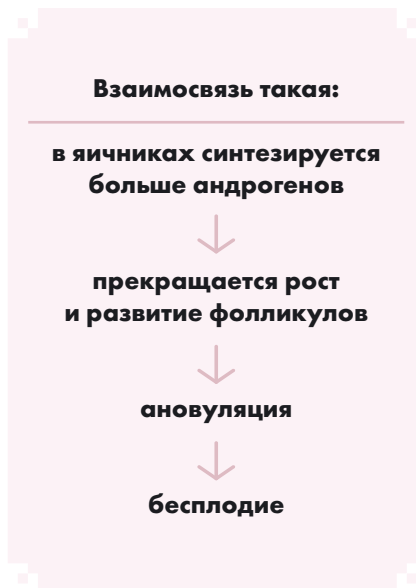 Взаимосвязь такая:
в яичниках синтезируется
больше андрогенов
прекращается рост
и развитие фолликулов
ановуляция
бесплодие